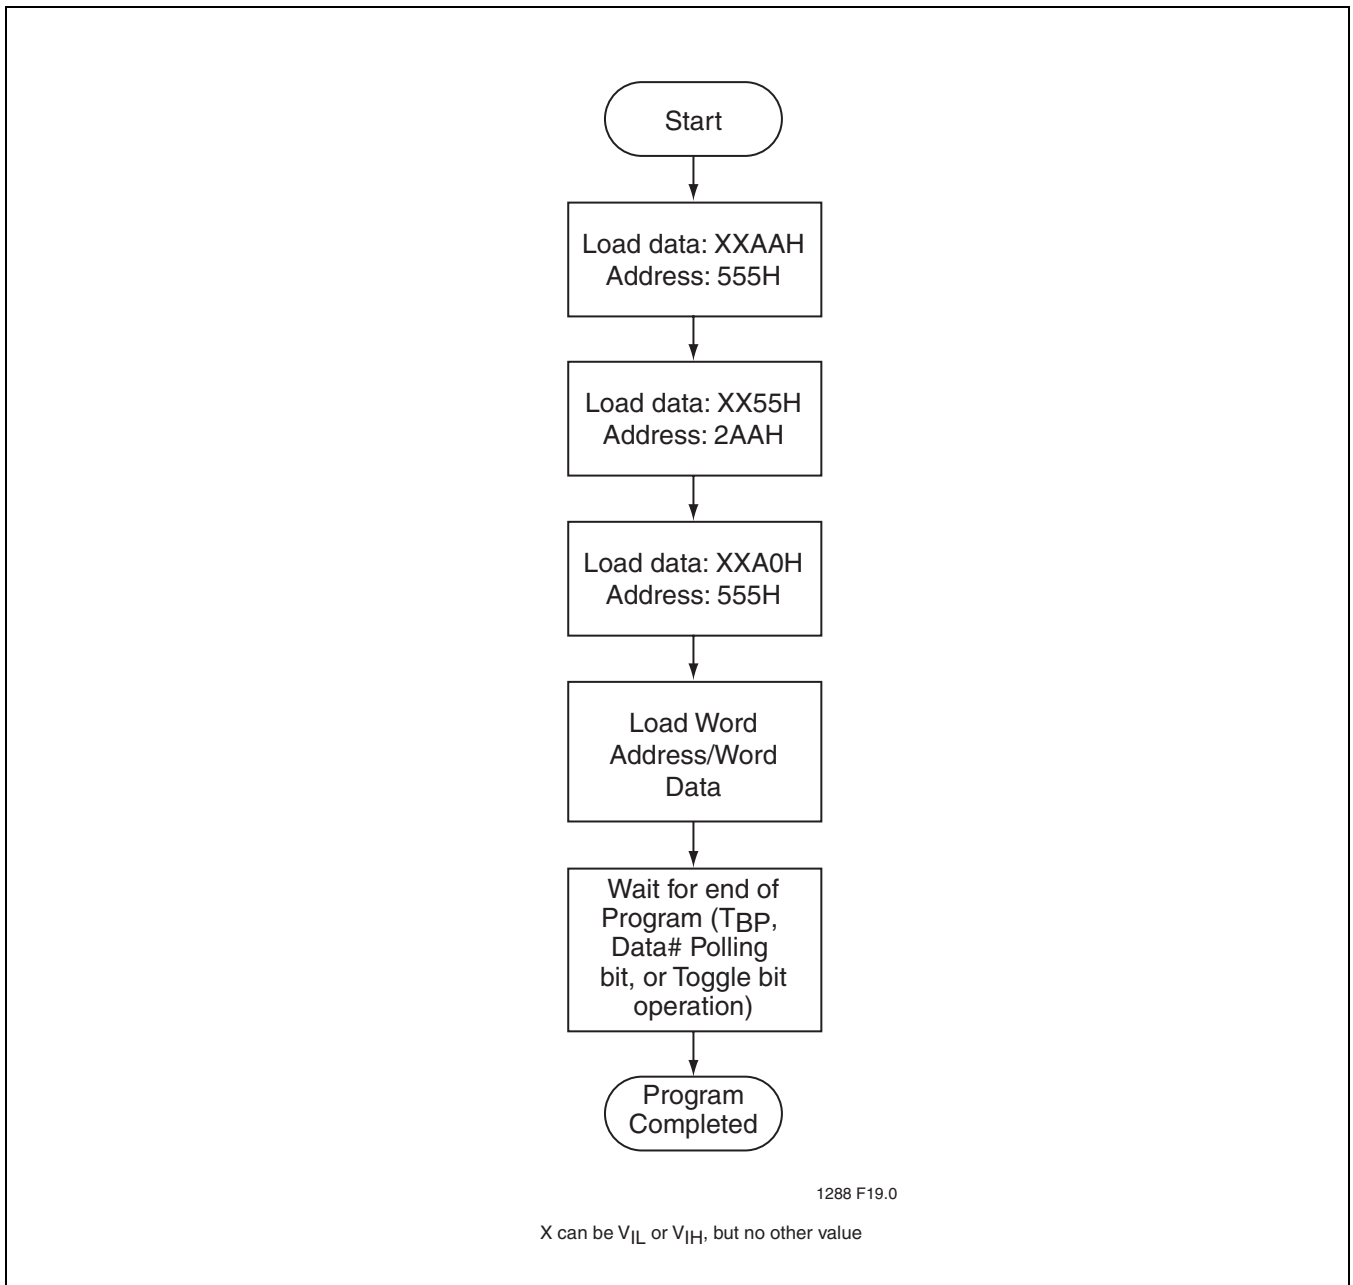 Start
Load data: XXAAH
Address: 555H
Load data: XX55H
Address: 2AAH
Load data: XXA0H
Address: 555H
Load Word
Address/Word
Data
Wait for end of
Program (TBP,
Data# Polling
bit, or Toggle bit
operation)
Program
Completed
1288 F19.0
X can be VIL or VIH, but no other value